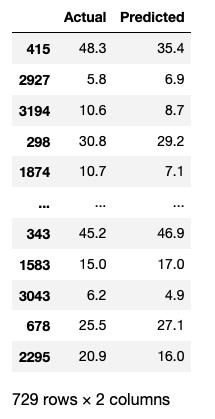 Actual Predicted
415 48.3 35.4
2927 5.8 6.9
3194 10.6 8.7
298 30.8 29.2
1874 10.7 7.1
... ... ...
343 45.2 46.9
1583 15.0 17.0
3043 6.2 4.9
678 25.5 27.1
2295 20.9 16.0
729 rows × 2 columns